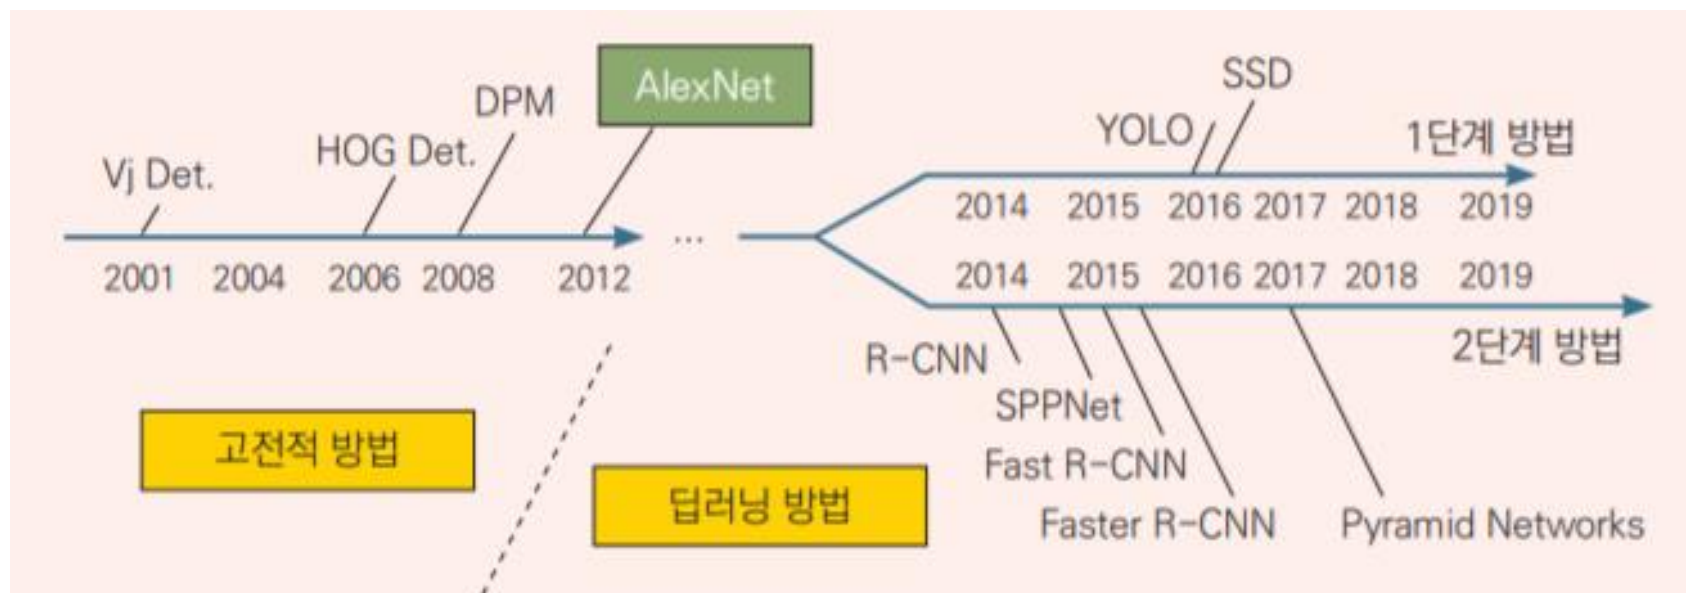 AlexNet
DPM
HOG Det.
Vj Det.
2001 2004 2006 2008 2012
...
SSD
YOLO
1단계 방법
2014 2015 2016 2017 2018 2019
2014 2015 2016 2017 2018 2019
2단계 방법
R-CNN
SPPNet
Fast R-CNN
Faster R-CNN
Pyramid Networks
고전적 방법
딥러닝 방법